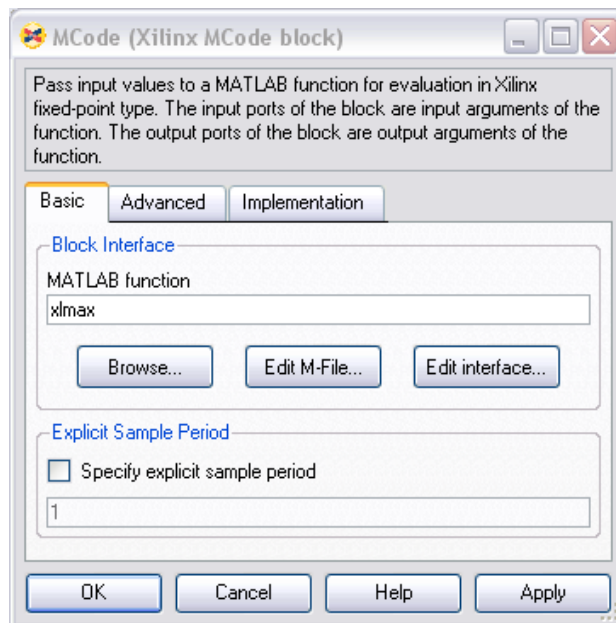 MCode (Xilinx MCode block)
Pass input values to a MATLAB function for evaluation in Xilinx
fixed-point type. The input ports of the block are input arguments of the
function. The output ports of the block are output arguments of the
function.
Basic Advanced Implementation
Block Interface
MATLAB function
xlmax
Browse... Edit M-File... Edit interface...
Explicit Sample Period
Specify explicit sample period
1
OK Cancel Help Apply